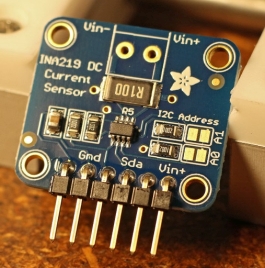 Vin- Vin+
INA219 DC
Current
Sensor
R100
R5
I2C Address
A1
A0
Gnd Sda Vin+